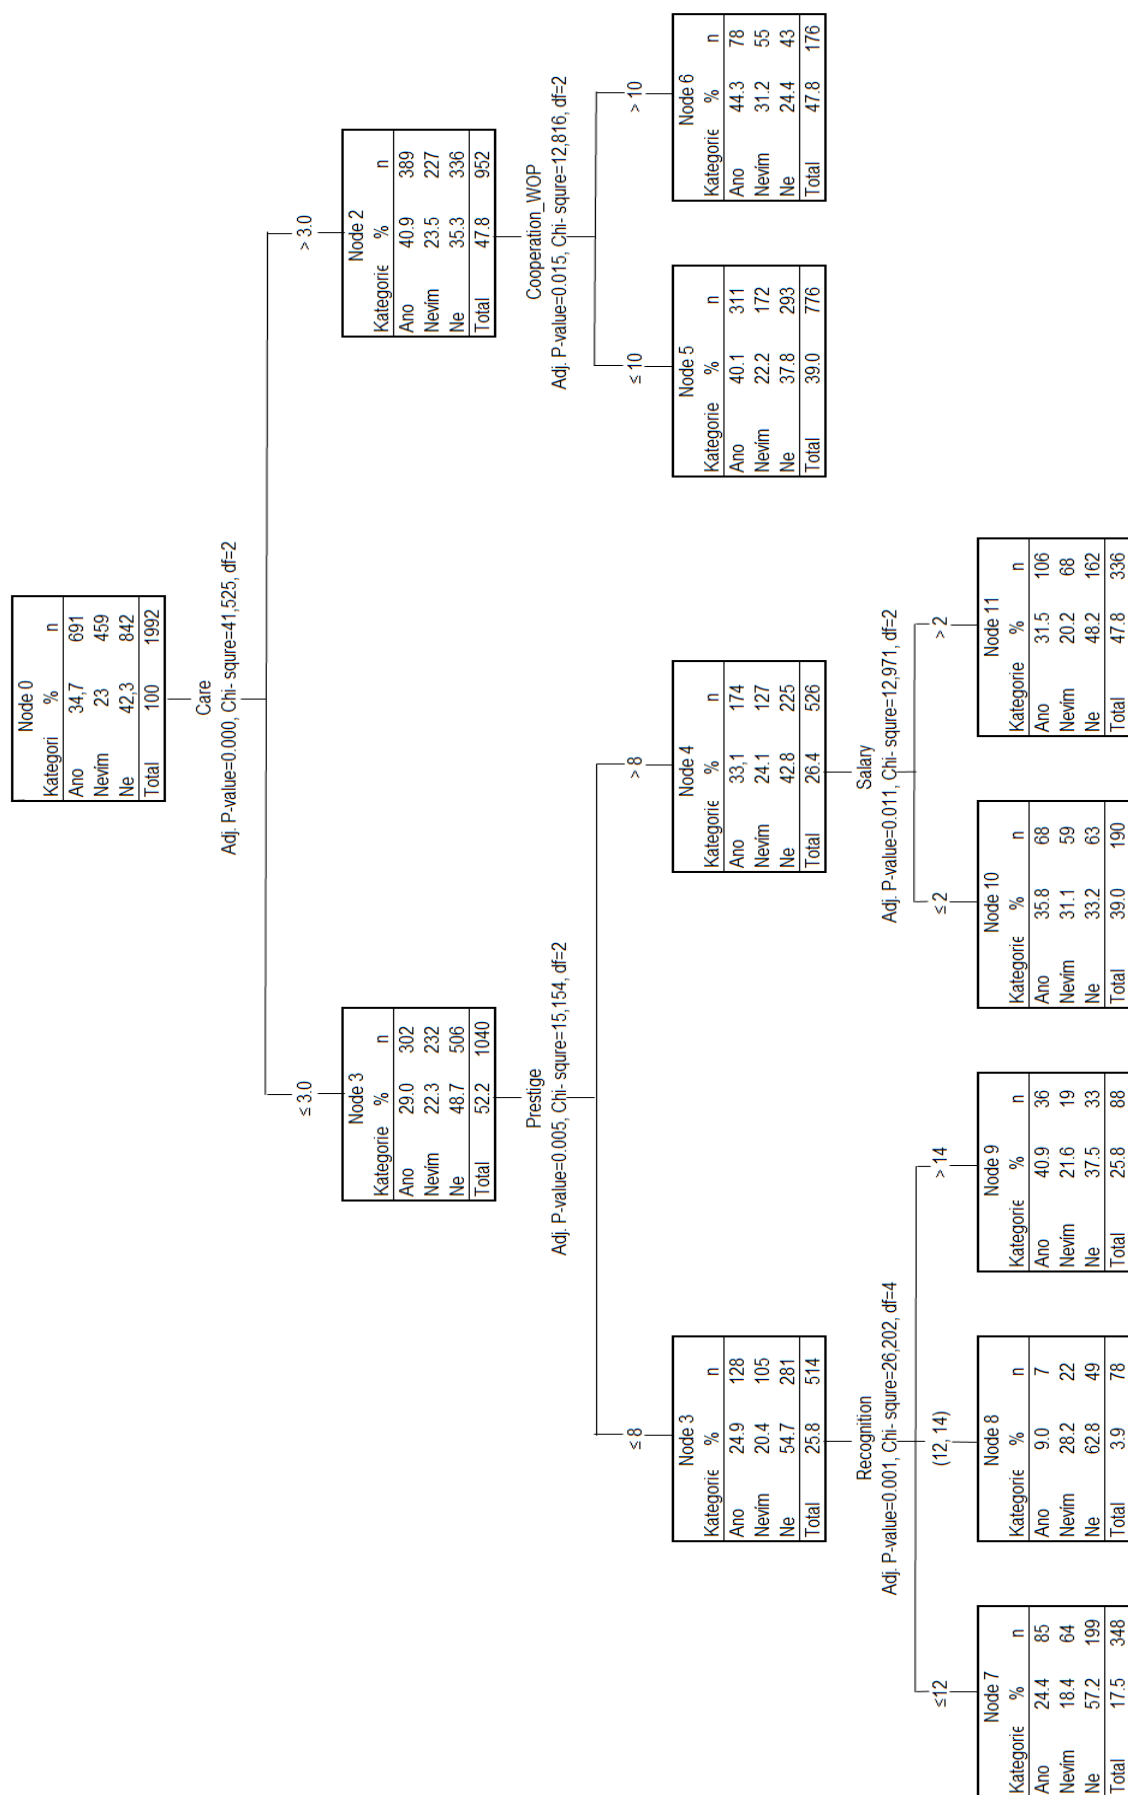 Node 0
Kategori % n
Ano 34,7 691
Nevim 23 459
Ne 42,3 842
Total 100 1992
Care
Adj. P-value=0.000, Chi- squre=41,525, df=2
≤ 3.0
> 3.0
Node 3
Kategorie % n
Ano 29.0 302
Nevim 22.3 232
Ne 48.7 506
Total 52.2 1040
Node 2
Kategorie % n
Ano 40.9 389
Nevim 23.5 227
Ne 35.3 336
Total 47.8 952
Prestige
Adj. P-value=0.005, Chi- squre=15,154, df=2
Cooperation_WOP
Adj. P-value=0.015, Chi- squre=12,816, df=2
≤ 8
> 8
≤ 10
> 10
Node 3
Kategorie % n
Ano 24.9 128
Nevim 20.4 105
Ne 54.7 281
Total 25.8 514
Node 4
Kategorie % n
Ano 33,1 174
Nevim 24.1 127
Ne 42.8 225
Total 26.4 526
Node 5
Kategorie % n
Ano 40.1 311
Nevim 22.2 172
Ne 37.8 293
Total 39.0 776
Node 6
Kategorie % n
Ano 44.3 78
Nevim 31.2 55
Ne 24.4 43
Total 47.8 176
Recognition
Adj. P-value=0.001, Chi- squre=26,202, df=4
Salary
Adj. P-value=0.011, Chi- squre=12,971, df=2
≤12
(12, 14)
> 14
≤ 2
> 2
Node 7
Kategorie % n
Ano 24.4 85
Nevim 18.4 64
Ne 57.2 199
Total 17.5 348
Node 8
Kategorie % n
Ano 9.0 7
Nevim 28.2 22
Ne 62.8 49
Total 3.9 78
Node 9
Kategorie % n
Ano 40.9 36
Nevim 21.6 19
Ne 37.5 33
Total 25.8 88
Node 10
Kategorie % n
Ano 35.8 68
Nevim 31.1 59
Ne 33.2 63
Total 39.0 190
Node 11
Kategorie % n
Ano 31.5 106
Nevim 20.2 68
Ne 48.2 162
Total 47.8 336